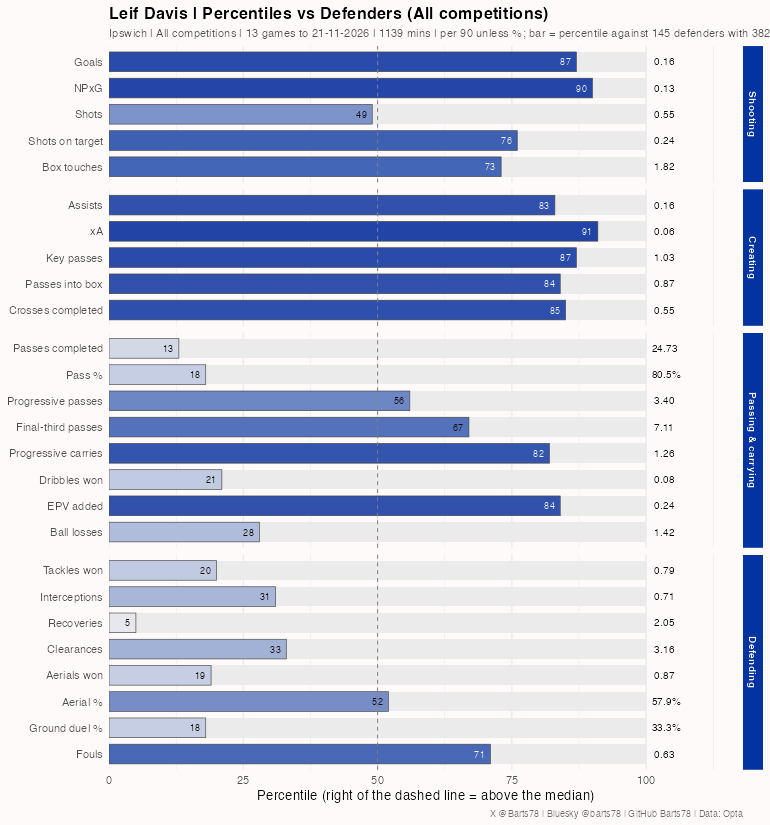 Leif Davis | Percentiles vs Defenders (All competitions)
Ipswich | All competitions | 13 games to 21-11-2026 | 1139 mins | per 90 unless %; bar = percentile against 145 defenders with 382
Goals 87 0.16
NPxG 90 0.13
Shots 49 0.55
Shots on target 76 0.24
Box touches 73 1.82
Shooting
Assists 83 0.16
xA 91 0.06
Key passes 87 1.03
Passes into box 84 0.87
Crosses completed 85 0.55
Creating
Passes completed 13 24.73
Pass % 18 80.5%
Progressive passes 56 3.40
Final-third passes 67 7.11
Progressive carries 82 1.26
Dribbles won 21 0.08
EPV added 84 0.24
Ball losses 28 1.42
Passing & carrying
Tackles won 20 0.79
Interceptions 31 0.71
Recoveries 5 2.05
Clearances 33 3.16
Aerials won 19 0.87
Aerial % 52 57.9%
Ground duel % 18 33.3%
Fouls 71 0.63
Defending
0 25 50 75 100
Percentile (right of the dashed line = above the median)
X @Barts78 | Bluesky @barts78 | GitHub Barts78 | Data: Opta